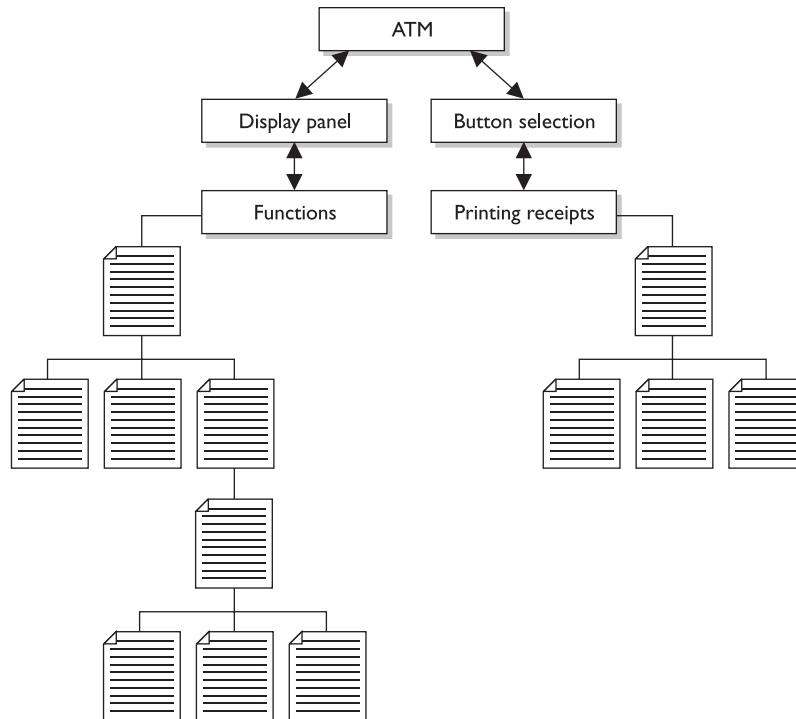 ATM
Display panel
Button selection
Functions
Printing receipts